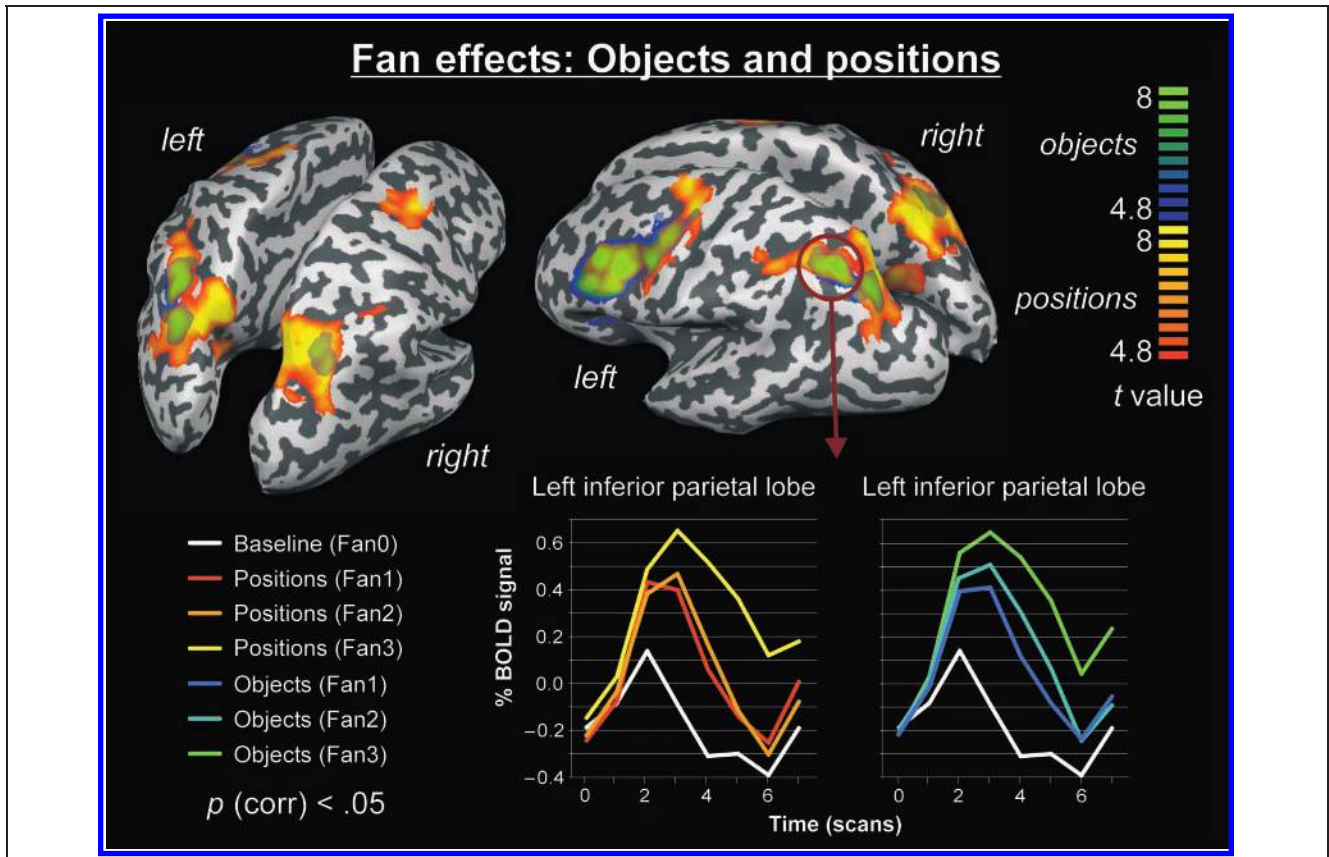 Fan effects: Objects and positions
left
right
left
right
8
objects
4.8
8
positions
4.8
t value
Baseline (Fan0)
Positions (Fan1)
Positions (Fan2)
Positions (Fan3)
Objects (Fan1)
Objects (Fan2)
Objects (Fan3)
p (corr) < .05
Left inferior parietal lobe
% BOLD signal
0.6
0.4
0.2
0.0
−0.2
−0.4
0 2 4 6
Left inferior parietal lobe
0 2 4 6
Time (scans)